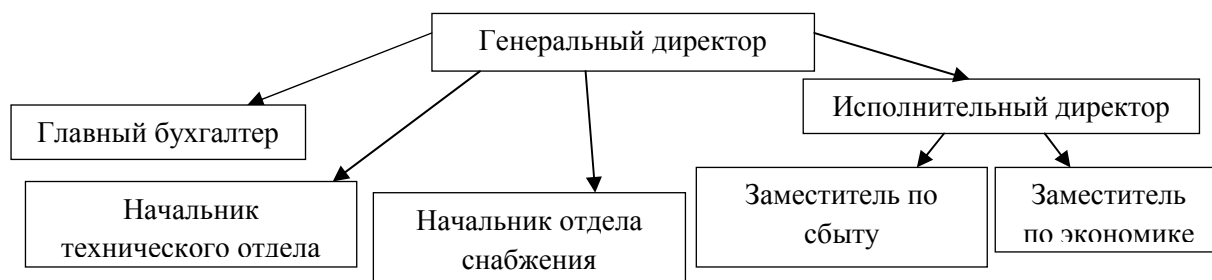 Генеральный директор
Главный бухгалтер
Исполнительный директор
Начальник
технического отдела
Начальник отдела
снабжения
Заместитель по
сбыту
Заместитель
по экономике